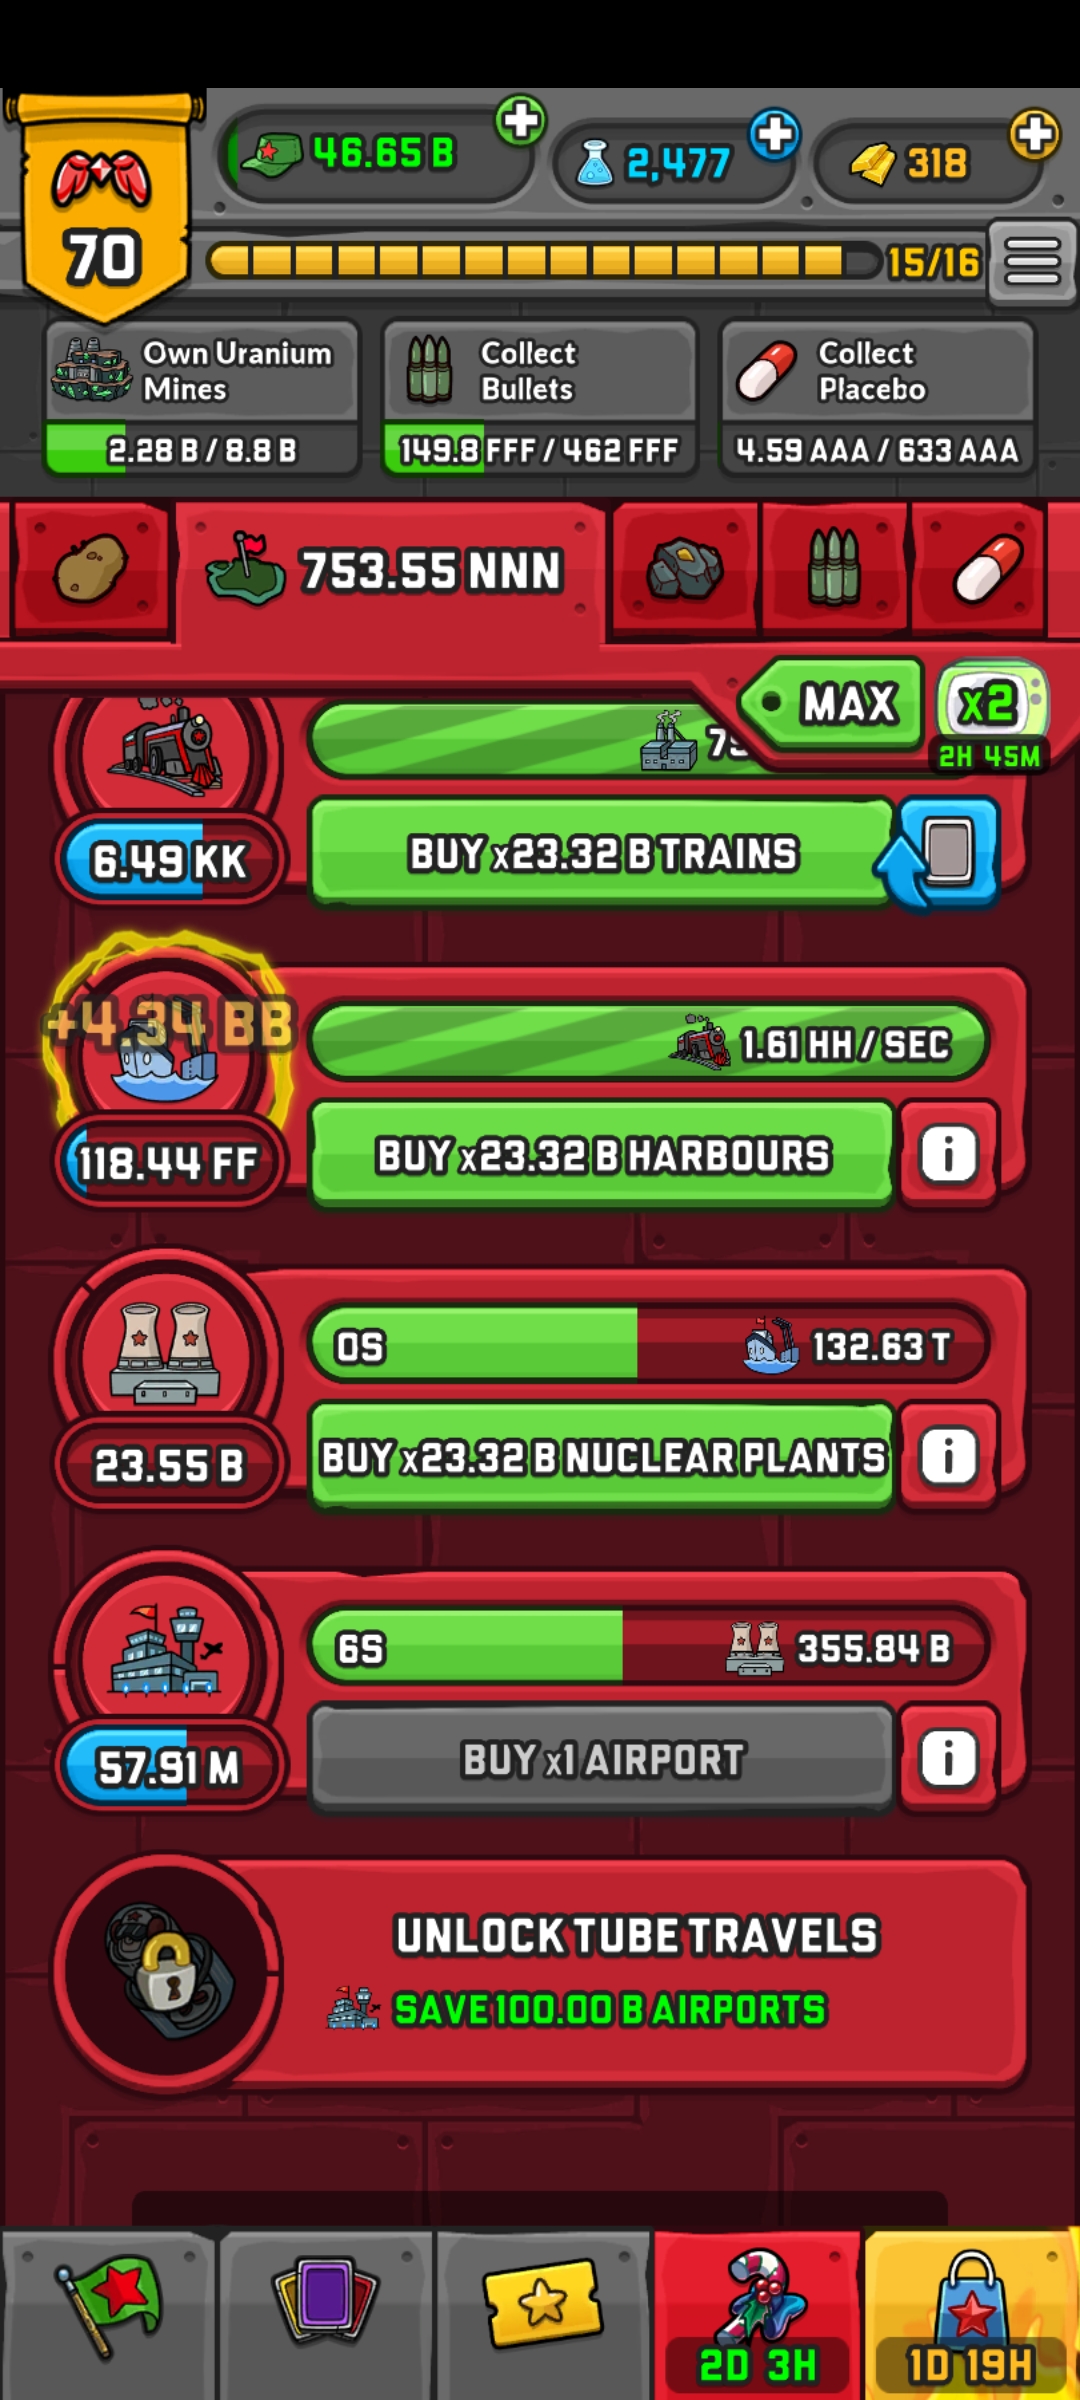 46.65 B
2,477
318
70
15/16
Own Uranium
Mines
2.28 B / 8.8 B
Collect
Bullets
149.8 FFF / 462 FFF
Collect
Placebo
4.59 AAA / 633 AAA
753.55 NNN
MAX
x2
2H 45M
6.49 KK
BUY x23.32 B TRAINS
+4.34 BB
1.61 HH / SEC
118.44 FF
BUY x23.32 B HARBOURS
0S
132.63 T
23.55 B
BUY x23.32 B NUCLEAR PLANTS
6S
355.84 B
57.91 M
BUY x1 AIRPORT
UNLOCK TUBE TRAVELS
SAVE 100.00 B AIRPORTS
2D 3H
1D 19H